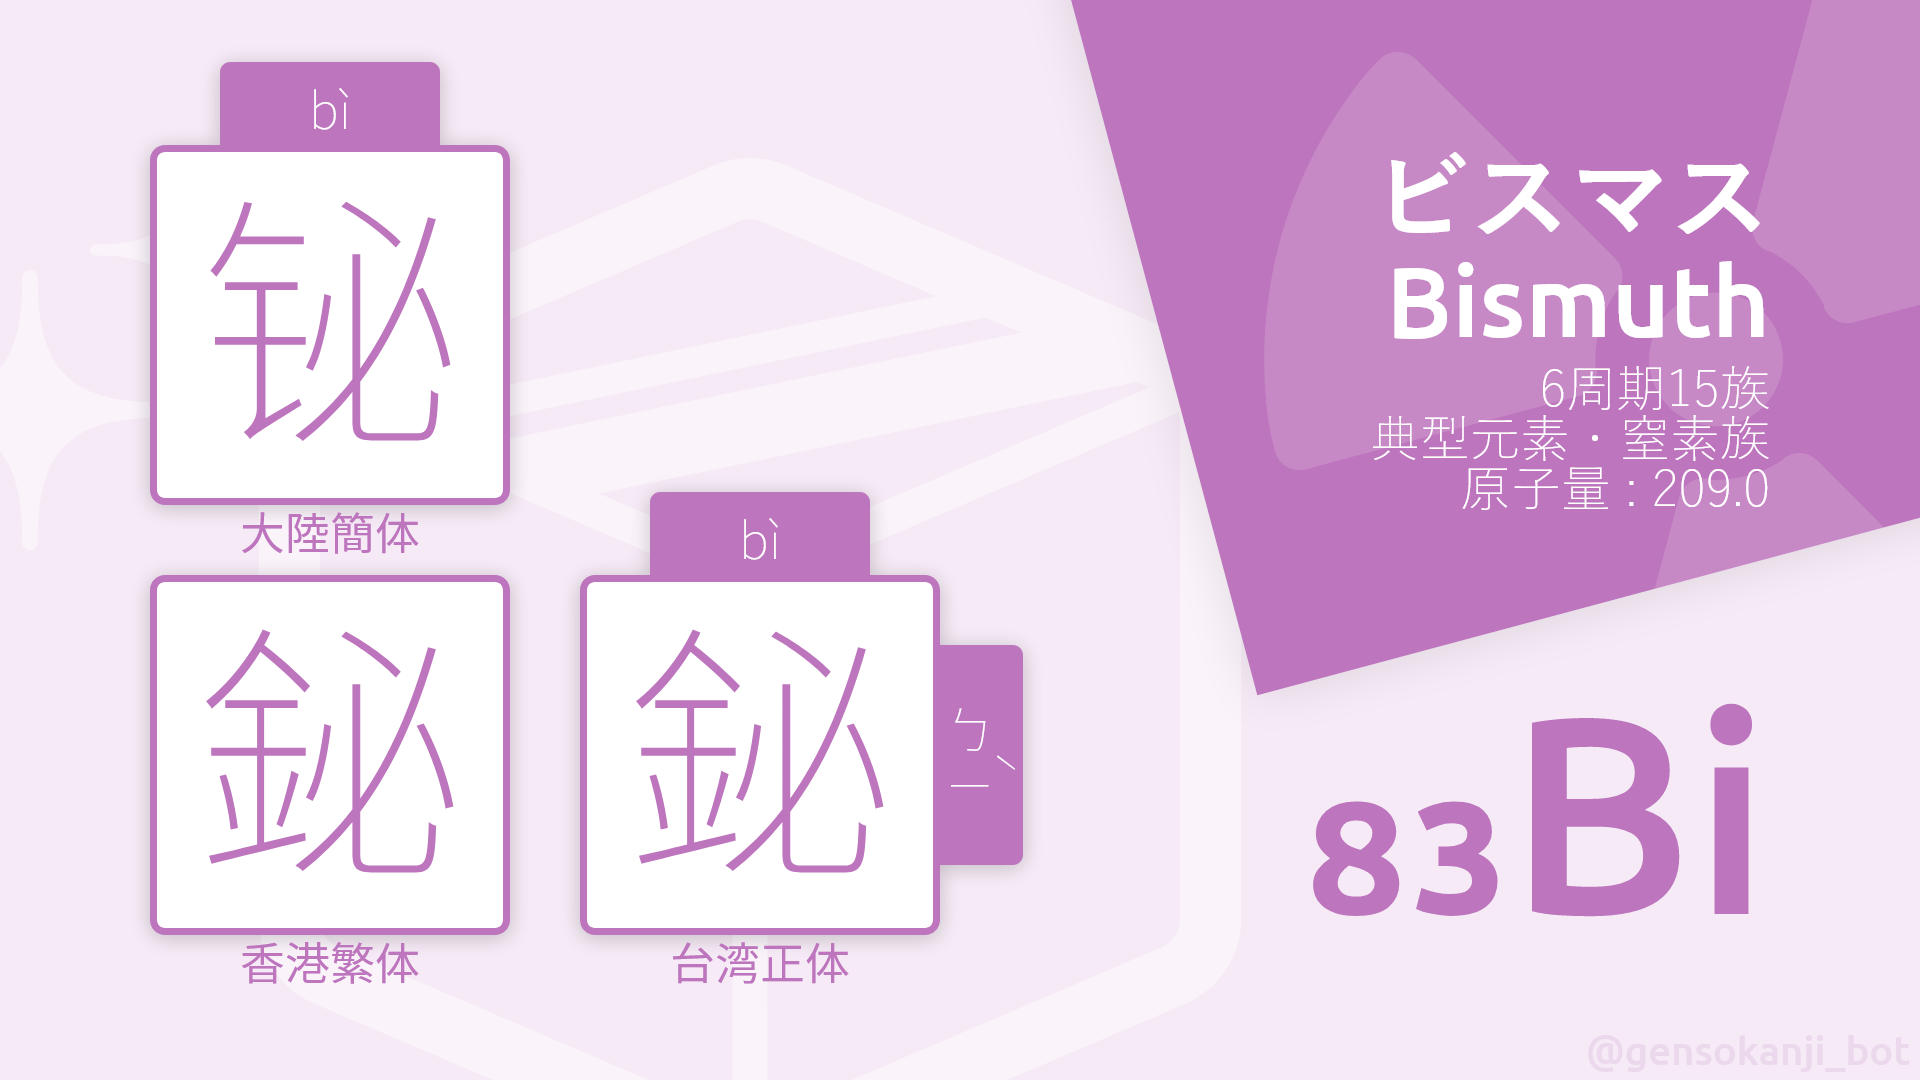 bì
铋
大陸簡体
鉍
香港繁体
bì
鉍
ㄅㄧˋ
台湾正体
ビスマス
Bismuth
6周期15族
典型元素・窒素族
原子量 : 209.0
83Bi
@gensokanji_bot